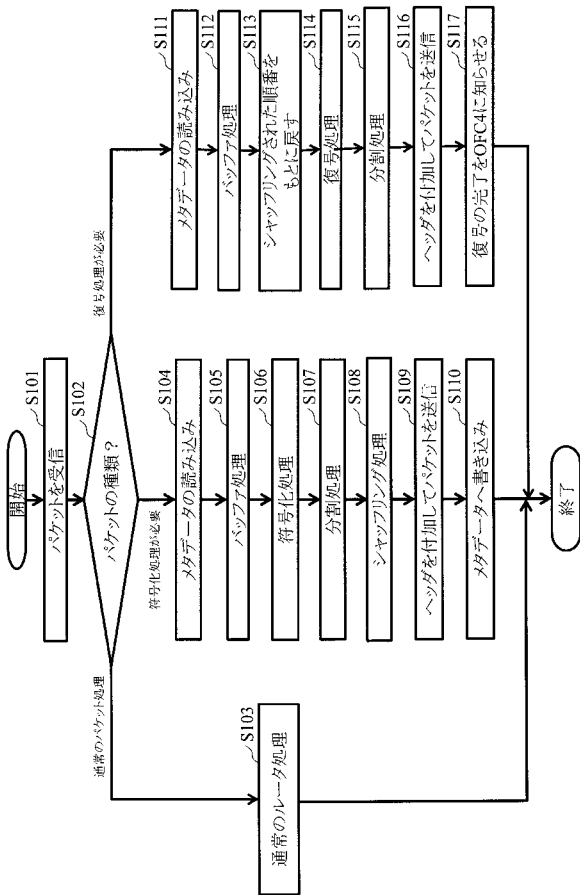 開始
S101
パケットを受信
S102
パケットの種類？
通常のパケット処理
符号化処理が必要
復号処理が必要
S103
通常のルータ処理
S104
メタデータの読み込み
S105
バッファ処理
S106
符号化処理
S107
分割処理
S108
シャッフリング処理
S109
ヘッダを付加してパケットを送信
S110
メタデータへ書き込み
S111
メタデータの読み込み
S112
バッファ処理
S113
シャッフリングされた順番を
もとに戻す
S114
復号処理
S115
分割処理
S116
ヘッダを付加してパケットを送信
S117
復号の完了をOFC4に知らせる
終了